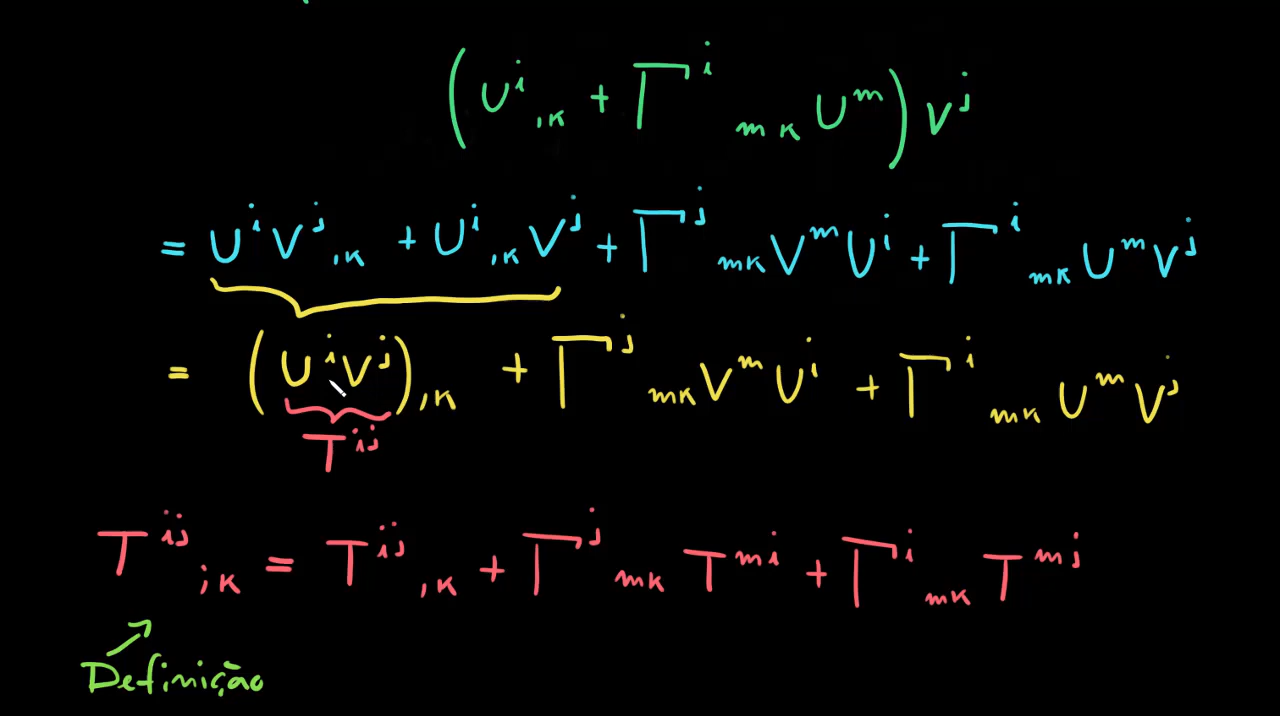 (U^i_{,k} + Γ^i_{mk} U^m) V^j
= U^i V^j_{,k} + U^i_{,k} V^j + Γ^j_{mk} V^m U^i + Γ^i_{mk} U^m V^j
= (U^i V^j)_{,k} + Γ^j_{mk} V^m U^i + Γ^i_{mk} U^m V^j
T^{ij}
T^{ij}_{;k} = T^{ij}_{,k} + Γ^j_{mk} T^{mi} + Γ^i_{mk} T^{mj}
Definição